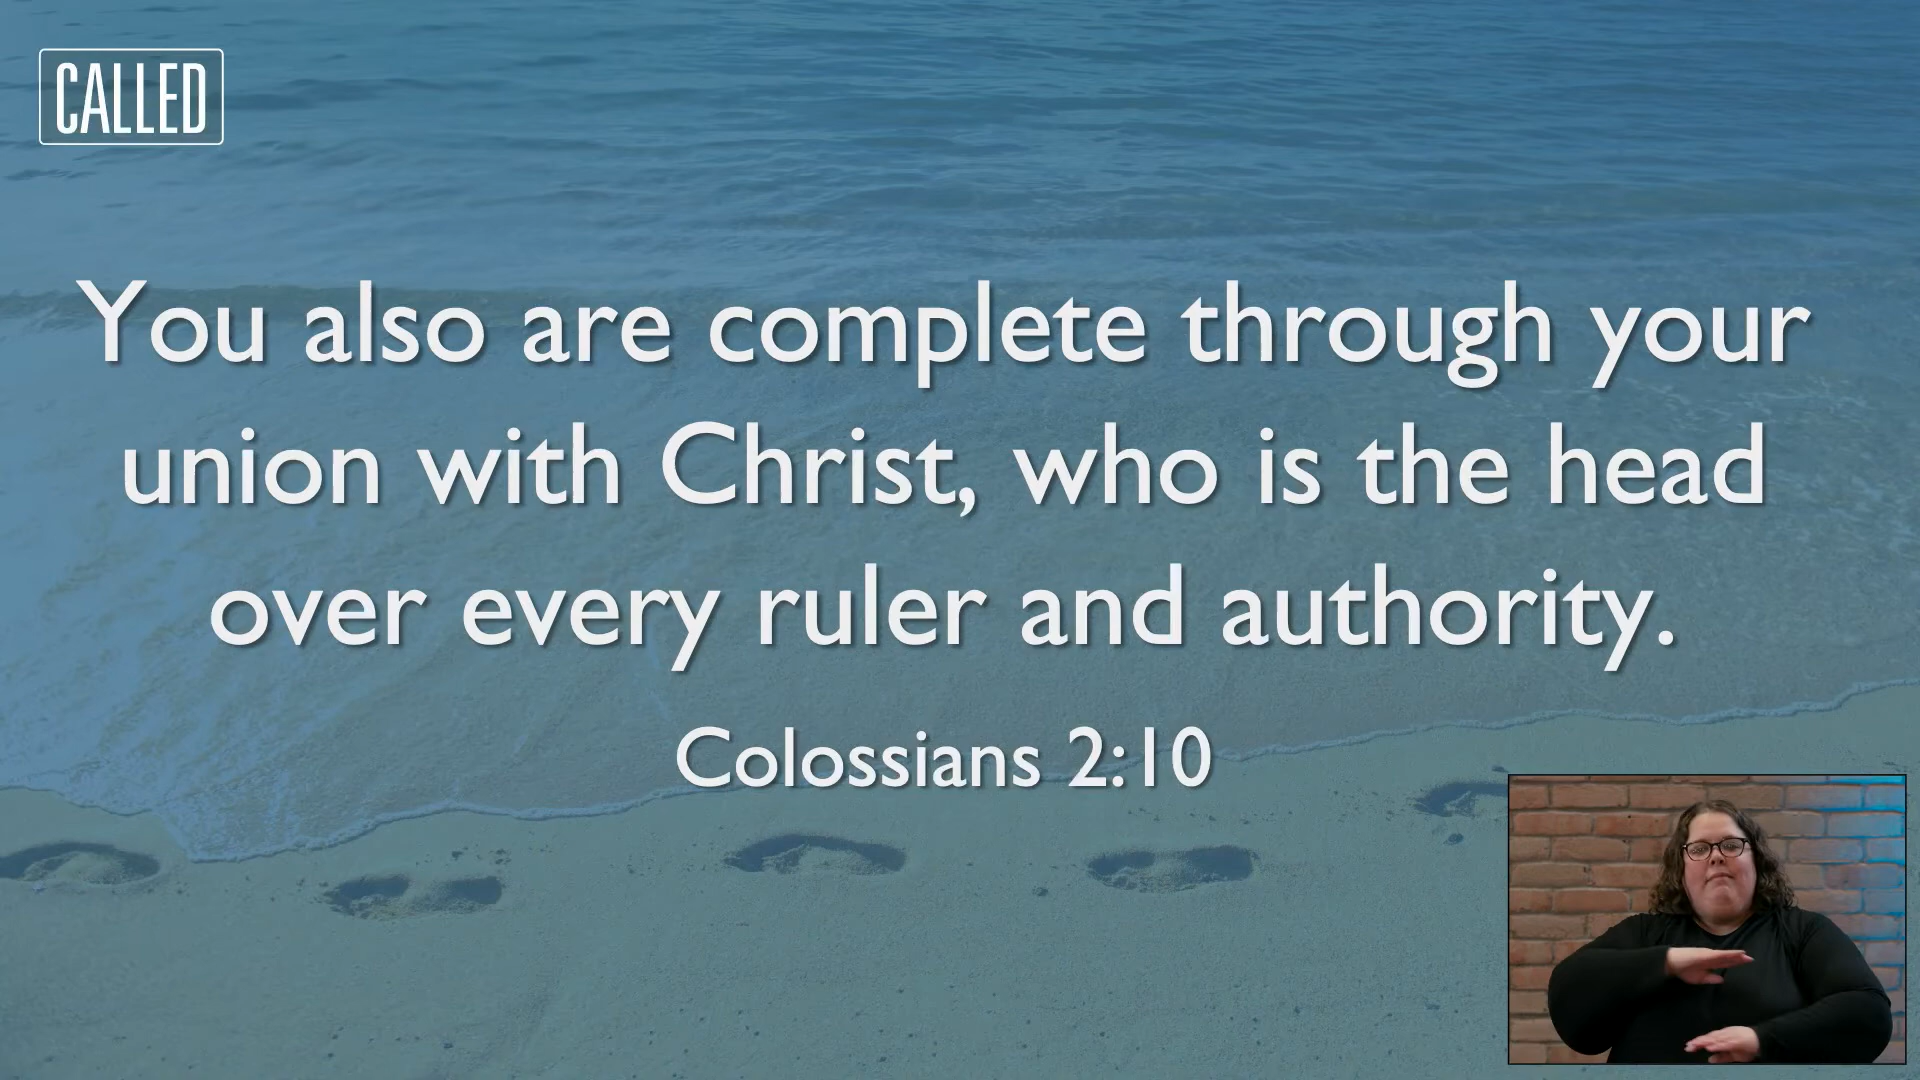 CALLED
You also are complete through your
union with Christ, who is the head
over every ruler and authority.
Colossians 2:10